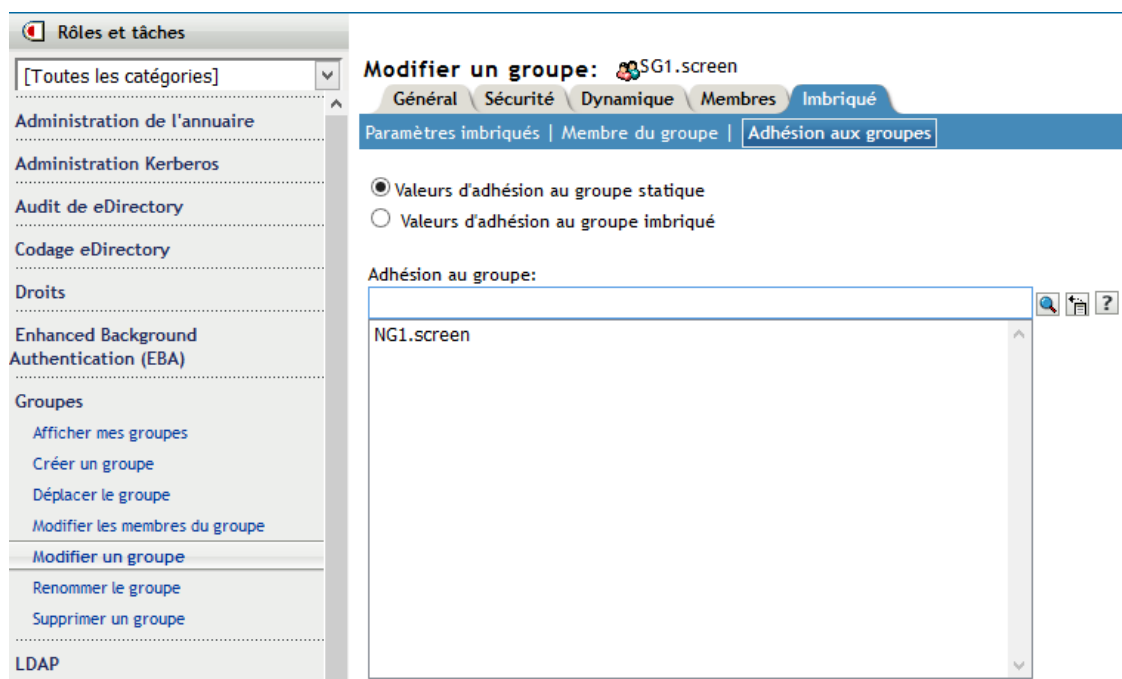 Rôles et tâches
[Toutes les catégories]
Administration de l'annuaire
Administration Kerberos
Audit de eDirectory
Codage eDirectory
Droits
Enhanced Background
Authentication (EBA)
Groupes
Afficher mes groupes
Créer un groupe
Déplacer le groupe
Modifier les membres du groupe
Modifier un groupe
Renommer le groupe
Supprimer un groupe
LDAP
Modifier un groupe: SG1.screen
Général Sécurité Dynamique Membres Imbriqué
Paramètres imbriqués | Membre du groupe | Adhésion aux groupes
Valeurs d'adhésion au groupe statique
Valeurs d'adhésion au groupe imbriqué
Adhésion au groupe:
?
NG1.screen